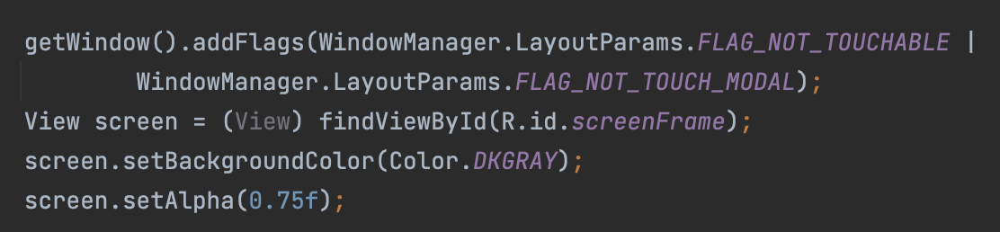 getWindow().addFlags(WindowManager.LayoutParams.FLAG_NOT_TOUCHABLE |
WindowManager.LayoutParams.FLAG_NOT_TOUCH_MODAL);
View screen = (View) findViewById(R.id.screenFrame);
screen.setBackgroundColor(Color.DKGRAY);
screen.setAlpha(0.75f);